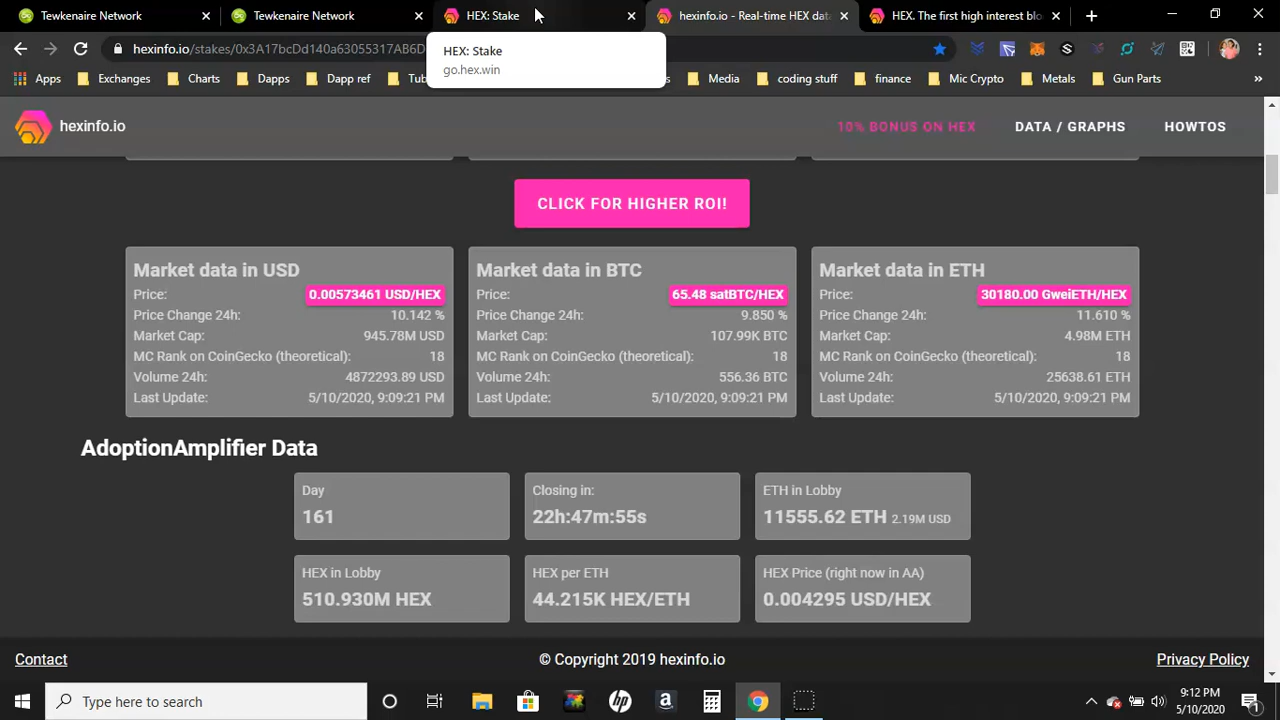 Tewkenaire Network
Tewkenaire Network
HEX: Stake
hexinfo.io - Real-time HEX dat
HEX. The first high interest blo
hexinfo.io/stakes/0x3A17bcDd140a63055317AB6D
HEX: Stake
go.hex.win
Apps
Exchanges
Charts
Dapps
Dapp ref
T
Media
coding stuff
finance
Mic Crypto
Metals
Gun Parts
hexinfo.io
10% BONUS ON HEX
DATA / GRAPHS
HOWTOS
CLICK FOR HIGHER ROI!
Market data in USD
Price: 0.00573461 USD/HEX
Price Change 24h: 10.142 %
Market Cap: 945.78M USD
MC Rank on CoinGecko (theoretical): 18
Volume 24h: 4872293.89 USD
Last Update: 5/10/2020, 9:09:21 PM
Market data in BTC
Price: 65.48 satBTC/HEX
Price Change 24h: 9.850 %
Market Cap: 107.99K BTC
MC Rank on CoinGecko (theoretical): 18
Volume 24h: 556.36 BTC
Last Update: 5/10/2020, 9:09:21 PM
Market data in ETH
Price: 30180.00 GweiETH/HEX
Price Change 24h: 11.610 %
Market Cap: 4.98M ETH
MC Rank on CoinGecko (theoretical): 18
Volume 24h: 25638.61 ETH
Last Update: 5/10/2020, 9:09:21 PM
AdoptionAmplifier Data
Day
161
Closing in:
22h:47m:55s
ETH in Lobby
11555.62 ETH 2.19M USD
HEX in Lobby
510.930M HEX
HEX per ETH
44.215K HEX/ETH
HEX Price (right now in AA)
0.004295 USD/HEX
Contact
© Copyright 2019 hexinfo.io
Privacy Policy
Type here to search
9:12 PM
5/10/2020